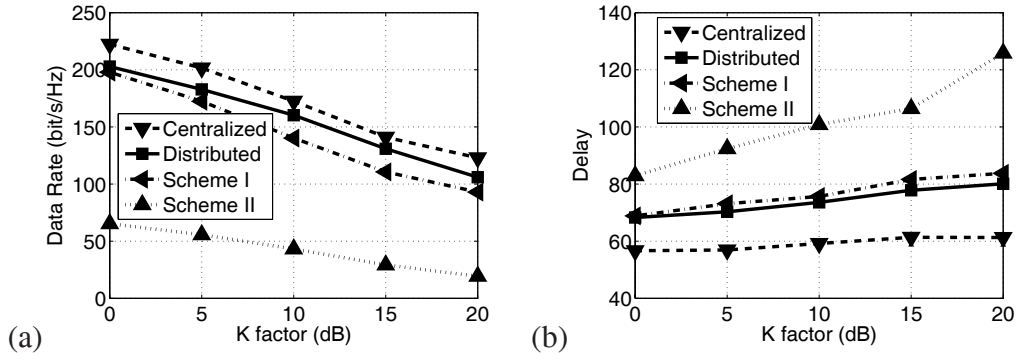 250
200
150
100
50
0
0 5 10 15 20
Data Rate (bit/s/Hz)
K factor (dB)
Centralized
Distributed
Scheme I
Scheme II
(a)
140
120
100
80
60
40
0 5 10 15 20
Delay
K factor (dB)
Centralized
Distributed
Scheme I
Scheme II
(b)